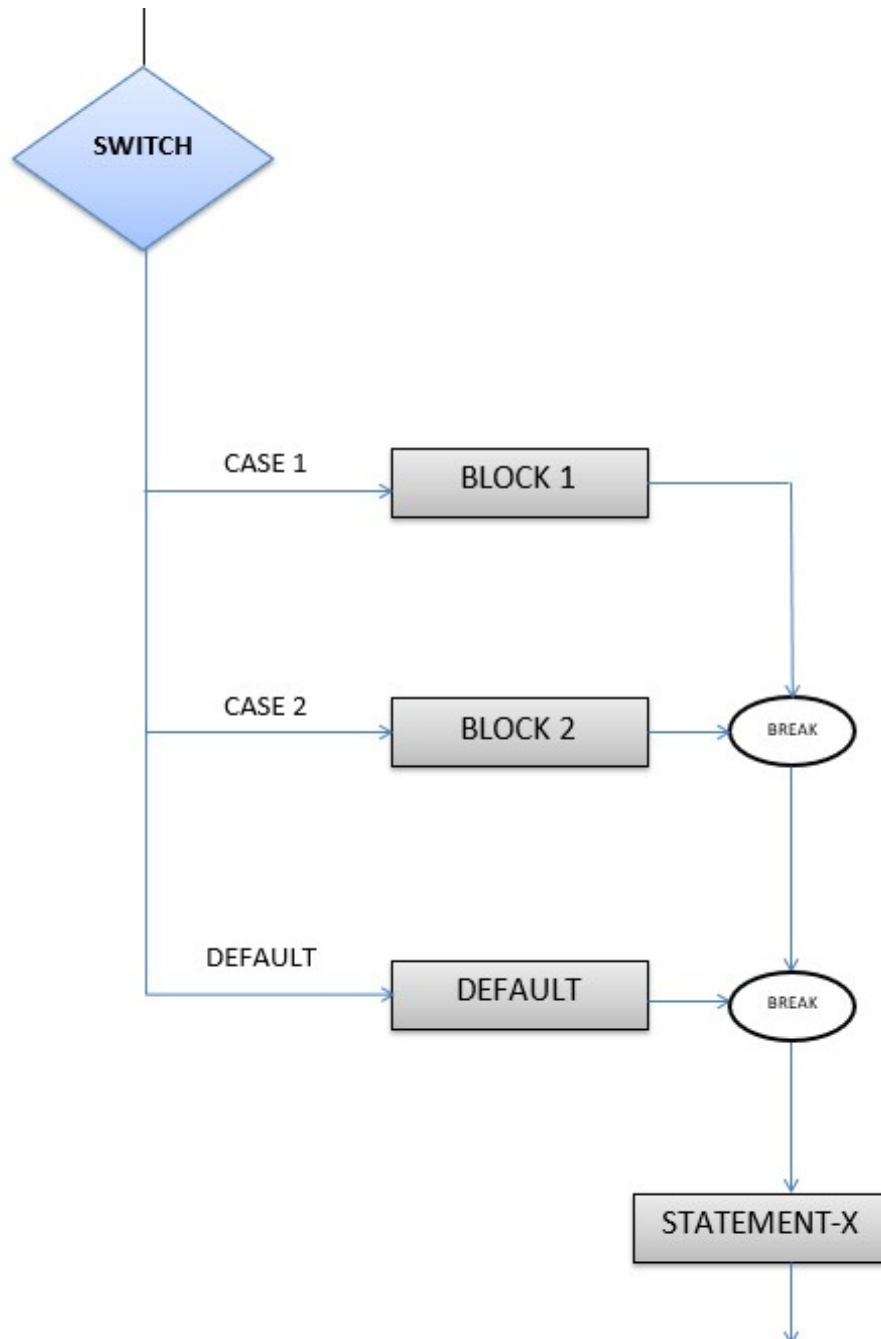 SWITCH
CASE 1
BLOCK 1
CASE 2
BLOCK 2
BREAK
DEFAULT
DEFAULT
BREAK
STATEMENT-X